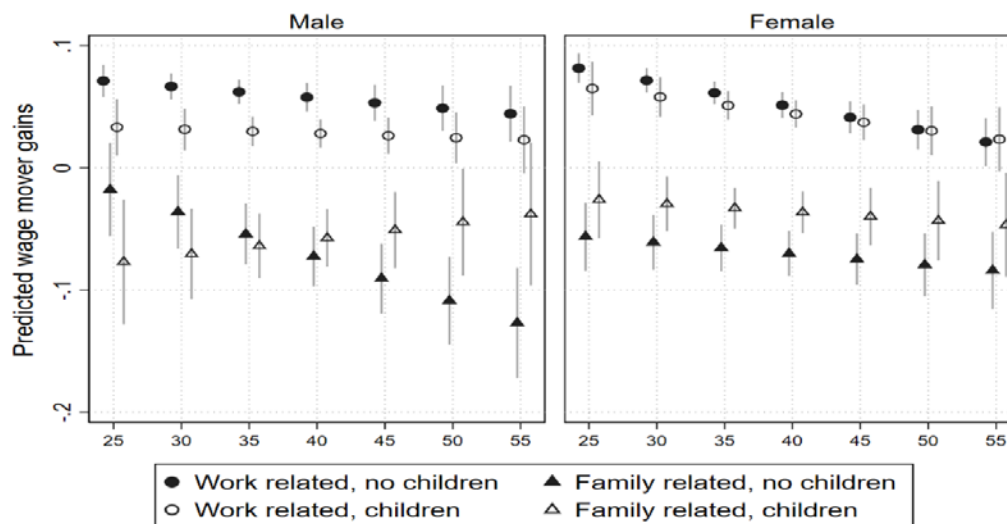 Male Female
Predicted wage mover gains
.1
0
-.1
-.2
25 30 35 40 45 50 55 25 30 35 40 45 50 55
Work related, no children Family related, no children
Work related, children Family related, children